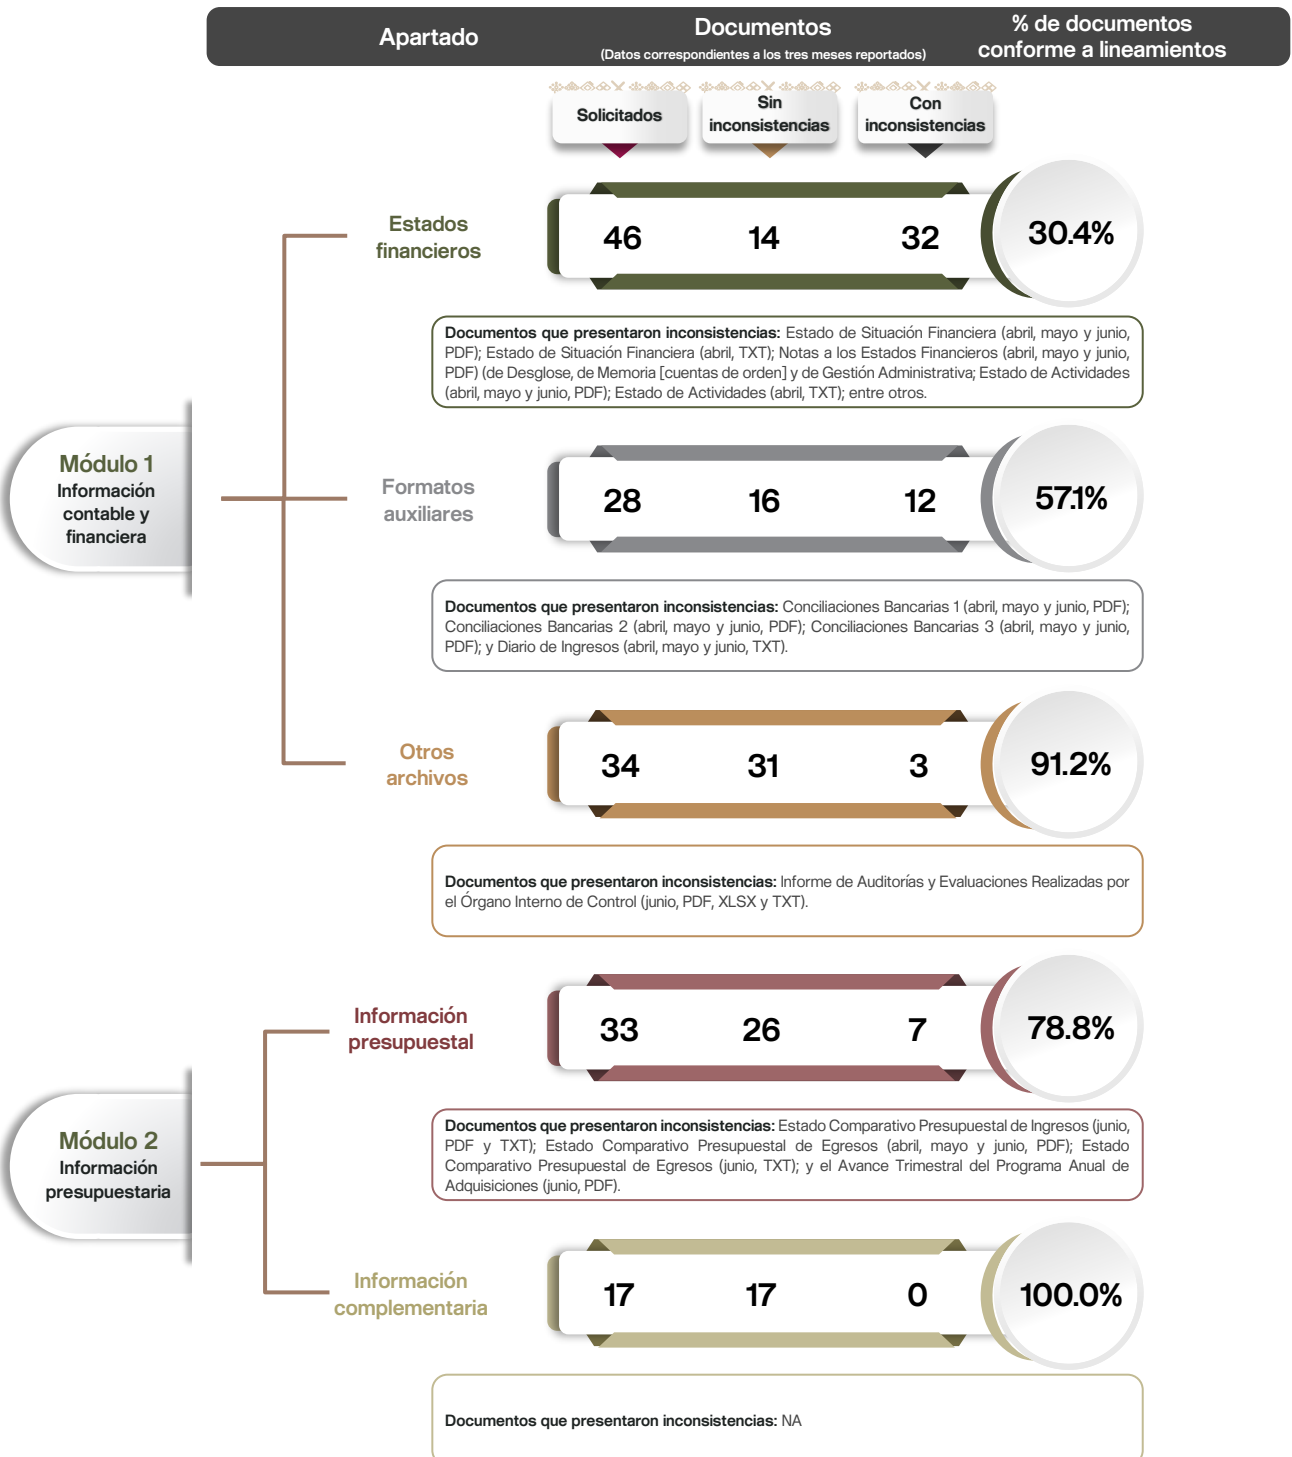 Apartado
Documentos
(Datos correspondientes a los tres meses reportados)
% de documentos
conforme a lineamientos
Solicitados
Sin
inconsistencias
Con
inconsistencias
Módulo 1
Información
contable y
financiera
Estados
financieros
46 14 32 30.4%
Documentos que presentaron inconsistencias: Estado de Situación Financiera (abril, mayo y junio,
PDF); Estado de Situación Financiera (abril, TXT); Notas a los Estados Financieros (abril, mayo y junio,
PDF) (de Desglose, de Memoria [cuentas de orden] y de Gestión Administrativa; Estado de Actividades
(abril, mayo y junio, PDF); Estado de Actividades (abril, TXT); entre otros.
Formatos
auxiliares
28 16 12 57.1%
Documentos que presentaron inconsistencias: Conciliaciones Bancarias 1 (abril, mayo y junio, PDF);
Conciliaciones Bancarias 2 (abril, mayo y junio, PDF); Conciliaciones Bancarias 3 (abril, mayo y junio,
PDF); y Diario de Ingresos (abril, mayo y junio, TXT).
Otros
archivos
34 31 3 91.2%
Documentos que presentaron inconsistencias: Informe de Auditorías y Evaluaciones Realizadas por
el Órgano Interno de Control (junio, PDF, XLSX y TXT).
Módulo 2
Información
presupuestaria
Información
presupuestal
33 26 7 78.8%
Documentos que presentaron inconsistencias: Estado Comparativo Presupuestal de Ingresos (junio,
PDF y TXT); Estado Comparativo Presupuestal de Egresos (abril, mayo y junio, PDF); Estado
Comparativo Presupuestal de Egresos (junio, TXT); y el Avance Trimestral del Programa Anual de
Adquisiciones (junio, PDF).
Información
complementaria
17 17 0 100.0%
Documentos que presentaron inconsistencias: NA